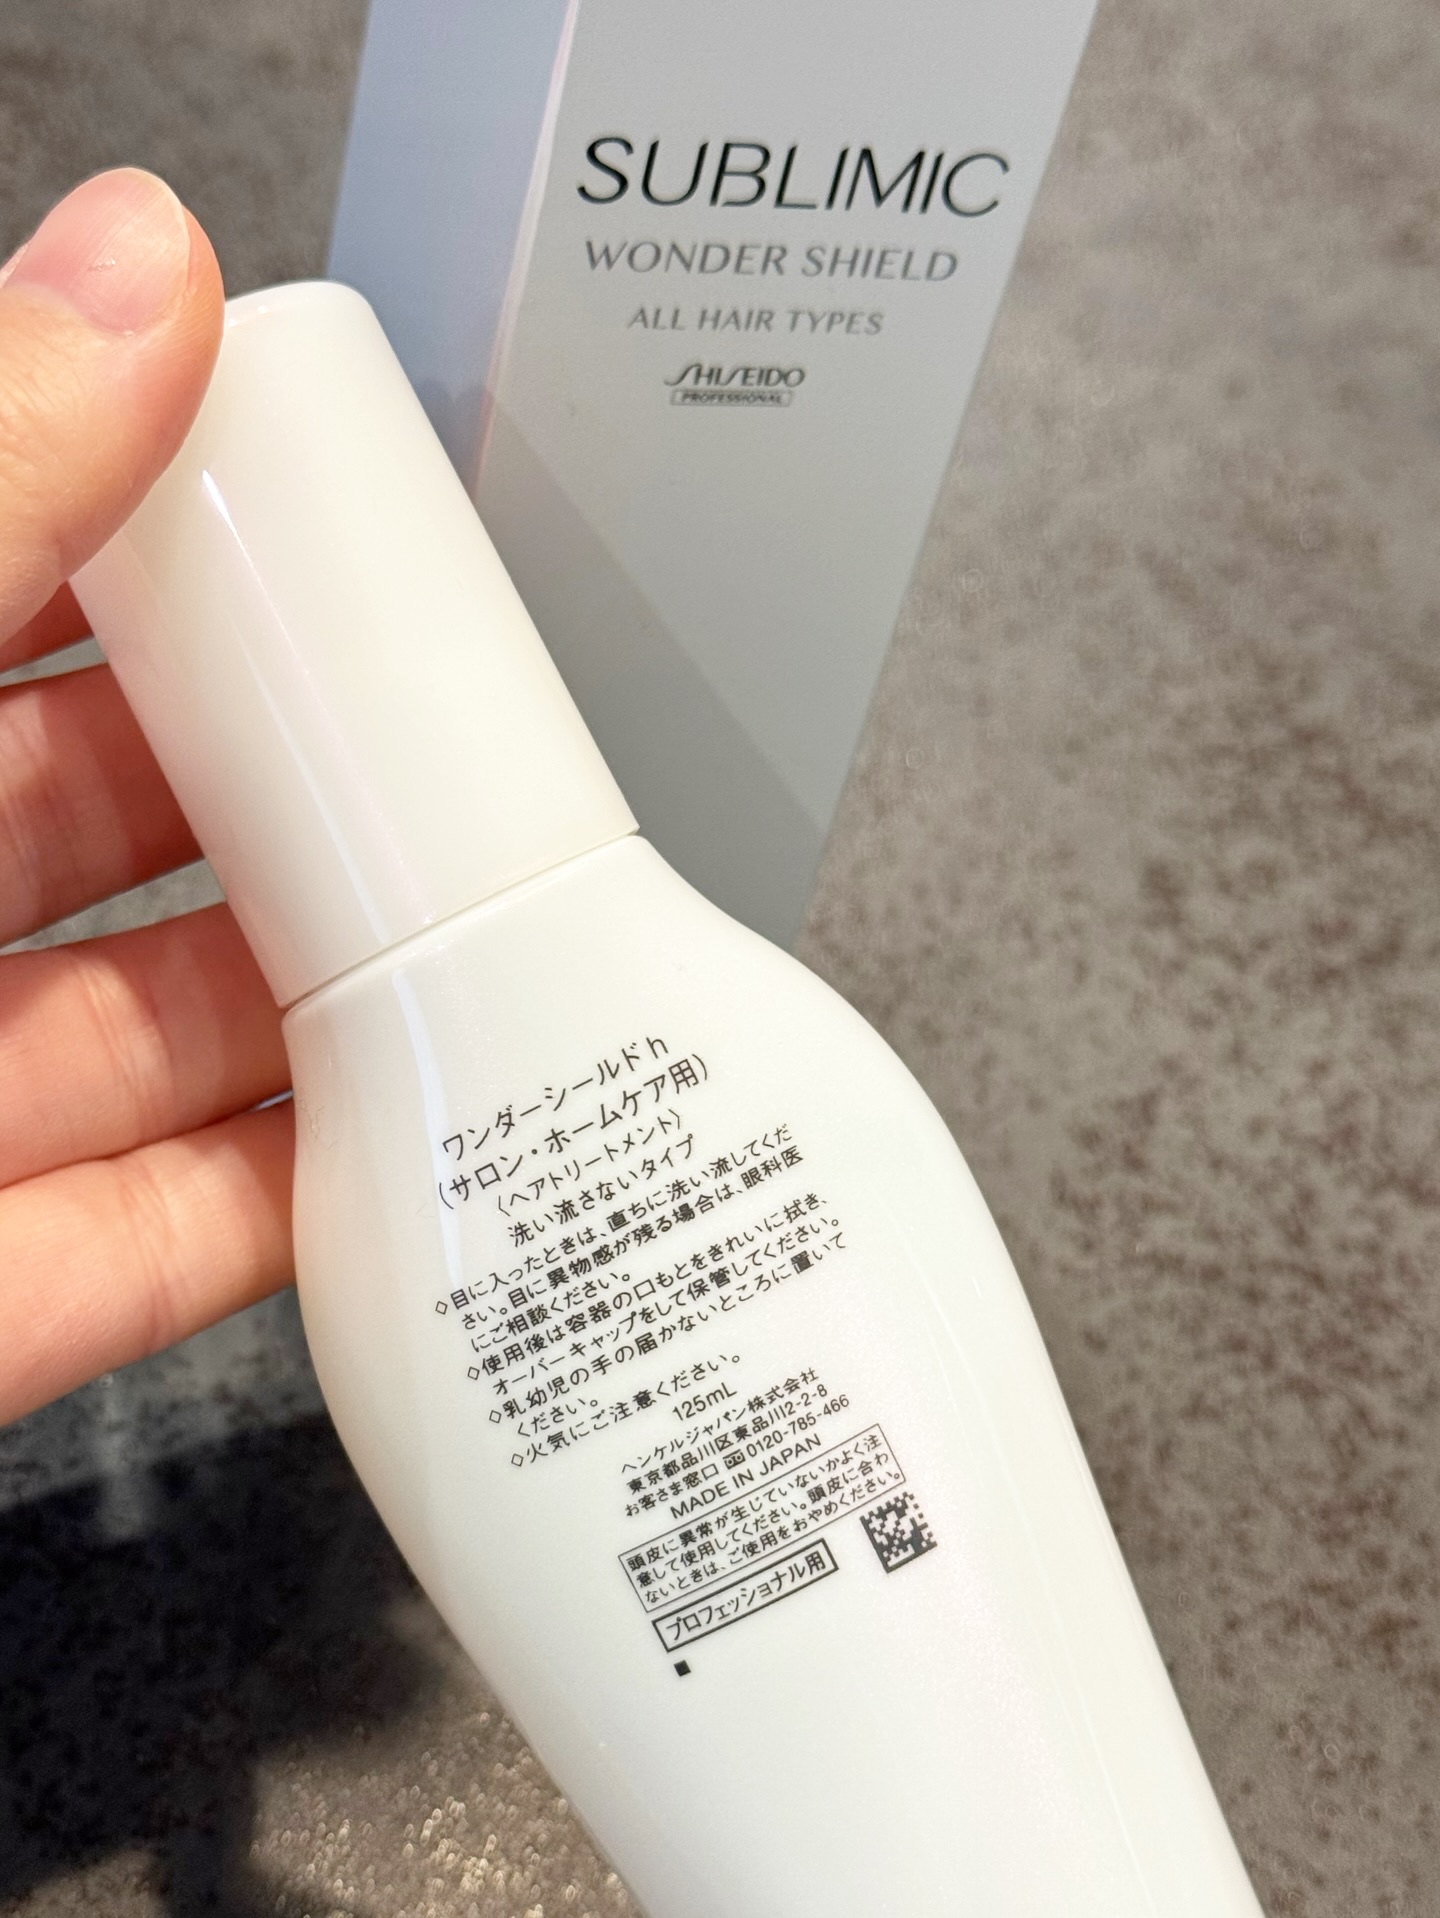 SUBLIMIC
WONDER SHIELD
ALL HAIR TYPES
SHISEIDO
PROFESSIONAL
ワンダーシールドh
(サロン・ホームケア用)
〈ヘアトリートメント〉
洗い流さないタイプ
◇目に入ったときは、直ちに洗い流してくだ
さい。目に異物感が残る場合は、眼科医
にご相談ください。
◇使用後は容器の口もとをきれいに拭き、
オーバーキャップをして保管してください。
◇乳幼児の手の届かないところに置いて
ください。
◇火気にご注意ください。
125mL
ヘンケルジャパン株式会社
東京都品川区東品川2-2-8
お客さま窓口 0120-785-466
MADE IN JAPAN
頭皮に異常が生じていないかよく注
意して使用してください。頭皮に合わ
ないときは、ご使用をおやめください。
プロフェッショナル用